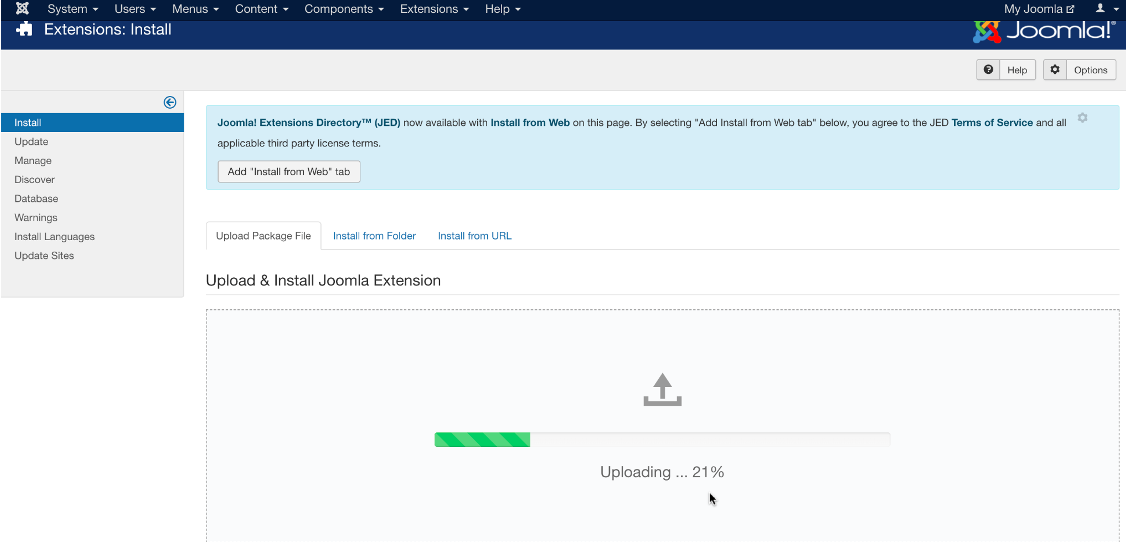 System Users Menus Content Components Extensions Help My Joomla
Extensions: Install Joomla!®
Help Options
Install
Update
Manage
Discover
Database
Warnings
Install Languages
Update Sites
Joomla! Extensions Directory™ (JED) now available with Install from Web on this page. By selecting "Add Install from Web tab" below, you agree to the JED Terms of Service and all
applicable third party license terms.
Add "Install from Web" tab
Upload Package File Install from Folder Install from URL
Upload & Install Joomla Extension
Uploading ... 21%